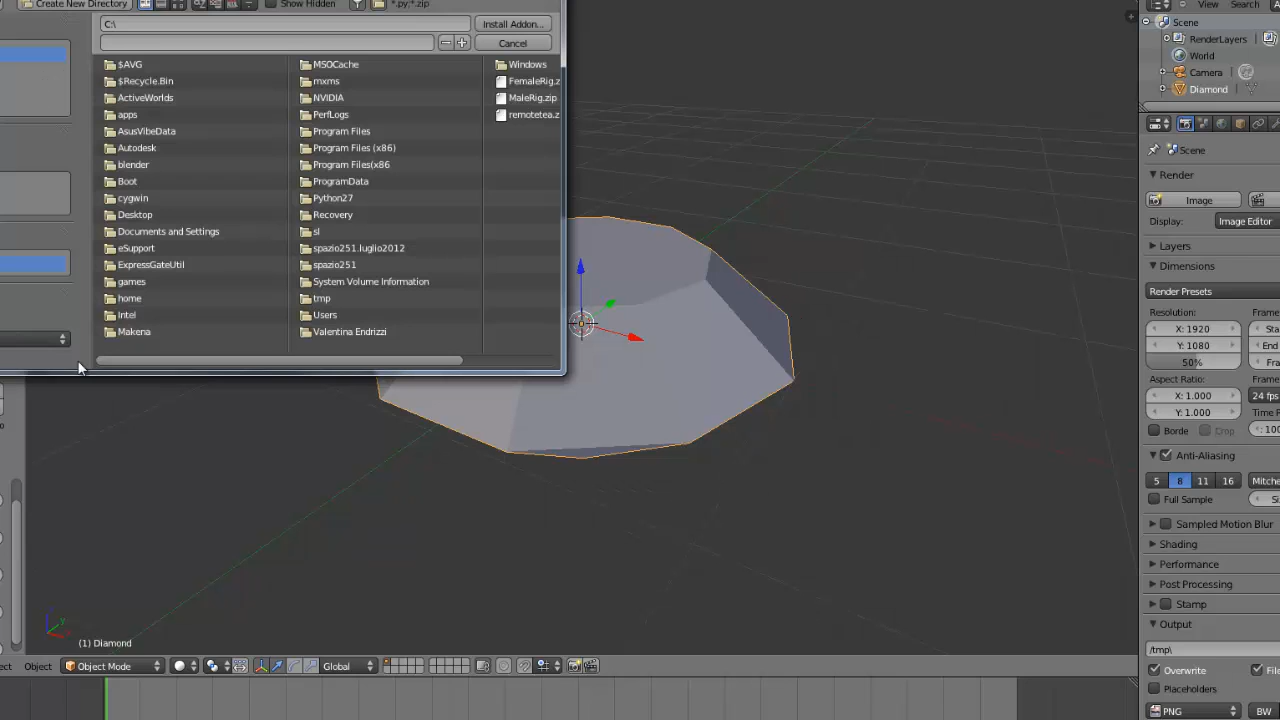 Create New Directory
Show Hidden
*.py;*.zip
C:\
Install Addon...
Cancel
$AVG
$Recycle.Bin
ActiveWorlds
apps
AsusVibeData
Autodesk
blender
Boot
cygwin
Desktop
Documents and Settings
eSupport
ExpressGateUtil
games
home
Intel
Makena
MSOCache
mxms
NVIDIA
PerfLogs
Program Files
Program Files (x86)
Program Files(x86
ProgramData
Python27
Recovery
sl
spazio251.luglio2012
spazio251
System Volume Information
tmp
Users
Valentina Endrizzi
Windows
FemaleRig.z
MaleRig.zip
remotetea.z
View Search
Scene
RenderLayers
World
Camera
Diamond
Scene
Render
Image
Display: Image Editor
Layers
Dimensions
Render Presets
Resolution: Frame
X: 1920 Sta
Y: 1080 End
50% Fra
Aspect Ratio: Frame
X: 1.000 24 fps
Y: 1.000 Time F
Borde Crop :100
Anti-Aliasing
5 8 11 16 Mitche
Full Sample
Sampled Motion Blur
Shading
Performance
Post Processing
Stamp
Output
/tmp\
Overwrite File
Placeholders
PNG BW
(1) Diamond
ect Object Object Mode Global